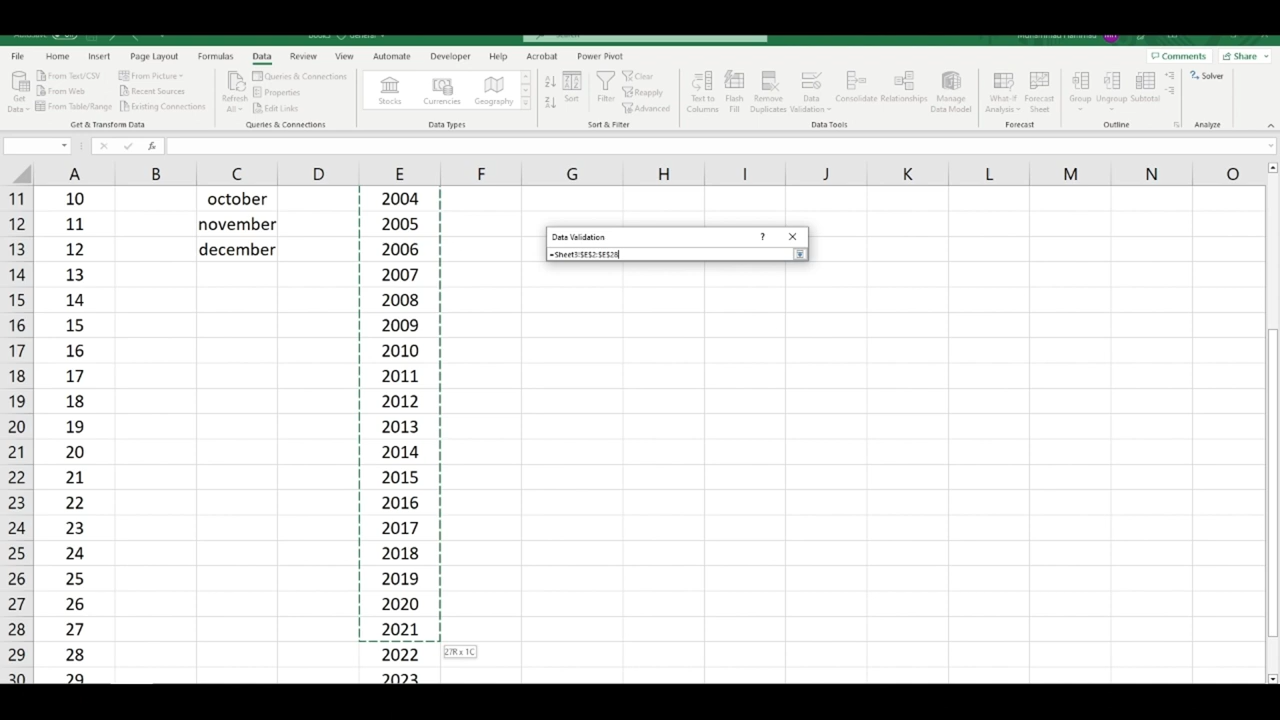 File Home Insert Page Layout Formulas Data Review View Automate Developer Help Acrobat Power Pivot Comments Share
Get Data
From Text/CSV
From Web
From Table/Range
From Picture
Recent Sources
Existing Connections
Get & Transform Data
Refresh All
Queries & Connections
Properties
Edit Links
Queries & Connections
Stocks
Currencies
Geography
Data Types
Sort
Filter
Clear
Reapply
Advanced
Sort & Filter
Text to Columns
Flash Fill
Remove Duplicates
Data Validation
Consolidate
Relationships
Manage Data Model
Data Tools
What-If Analysis
Forecast Sheet
Forecast
Group
Ungroup
Subtotal
Outline
Solver
Analyze
fx
A B C D E F G H I J K L M N O
11 10 october 2004
12 11 november 2005
13 12 december 2006
14 13 2007
15 14 2008
16 15 2009
17 16 2010
18 17 2011
19 18 2012
20 19 2013
21 20 2014
22 21 2015
23 22 2016
24 23 2017
25 24 2018
26 25 2019
27 26 2020
28 27 2021
29 28 2022
30 29 2023
Data Validation ?
=Sheet3!$E$2:$E$28
27R x 1C